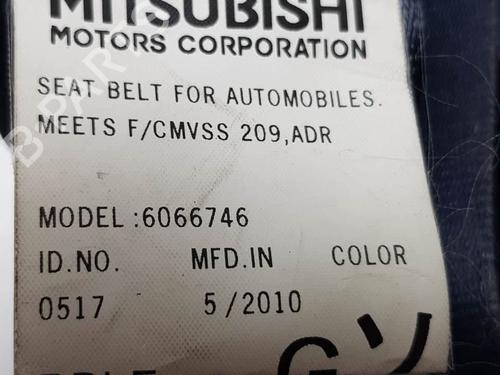 MITSUBISHI
MOTORS CORPORATION
SEAT BELT FOR AUTOMOBILES.
MEETS F/CMVSS 209,ADR
MODEL :6066746
ID.NO. MFD.IN COLOR
0517 5/2010